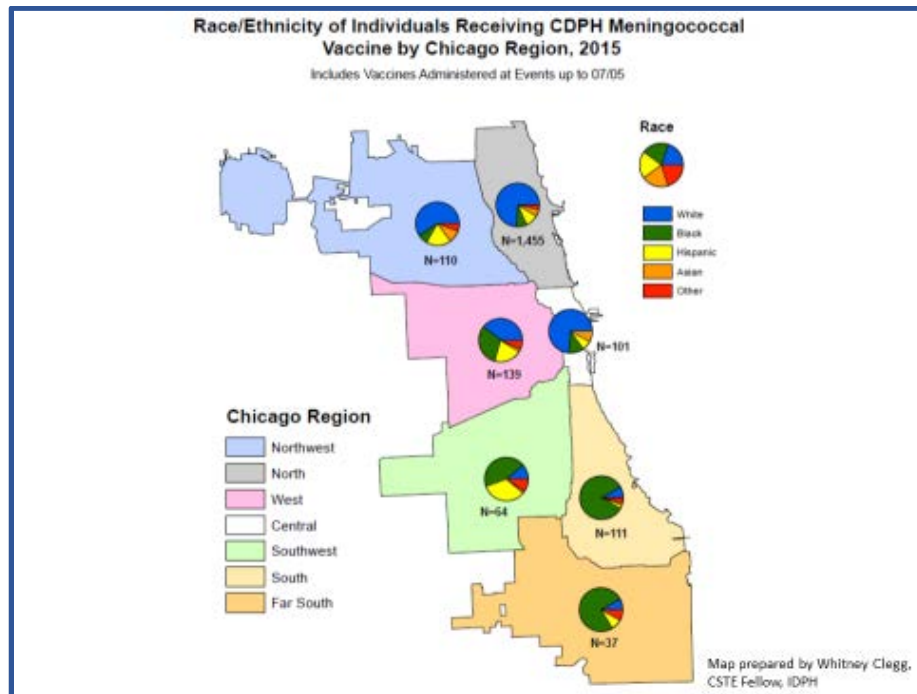 Race/Ethnicity of Individuals Receiving CDPH Meningococcal
Vaccine by Chicago Region, 2015
Includes Vaccines Administered at Events up to 07/05
Race
White
Black
Hispanic
Asian
Other
N=1,455
N=110
N=101
N=139
Chicago Region
Northwest
North
West
Central
Southwest
South
Far South
N=64
N=111
N=37
Map prepared by Whitney Clegg,
CSTE Fellow, IDPH